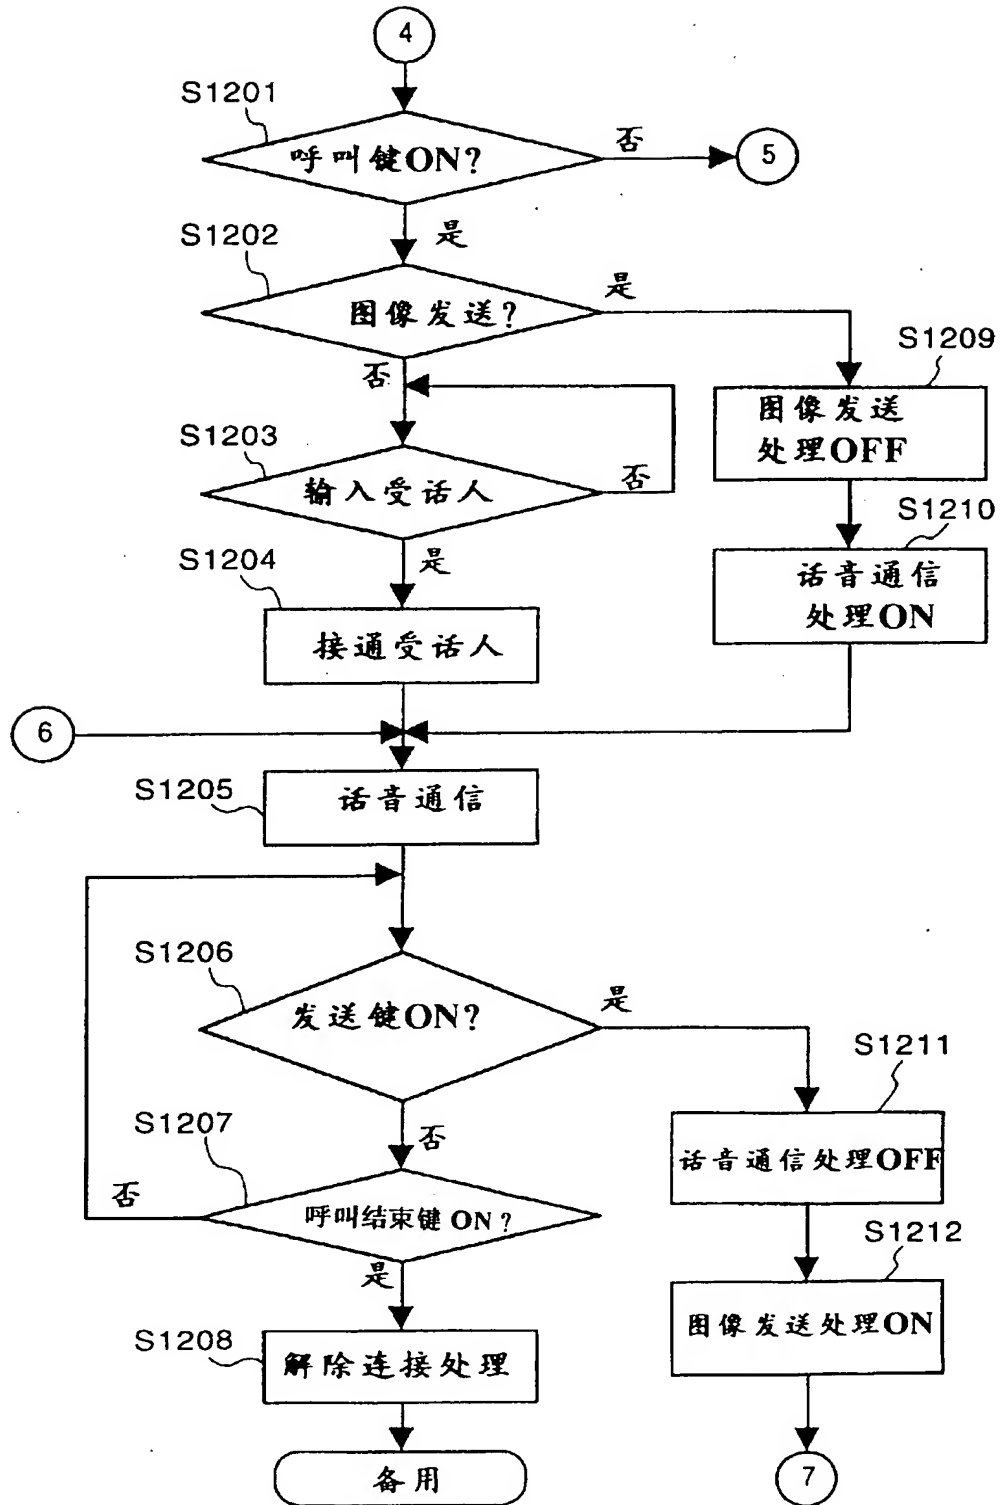 4
S1201
呼叫键ON?
否
5
是
S1202
图像发送?
是
否
S1209
图像发送
处理OFF
S1203
输入受话人
否
S1210
话音通信
处理ON
是
S1204
接通受话人
6
S1205
话音通信
S1206
发送键ON?
是
S1211
话音通信处理OFF
否
S1207
否
呼叫结束键 ON ?
S1212
图像发送处理ON
是
S1208
解除连接处理
备用
7